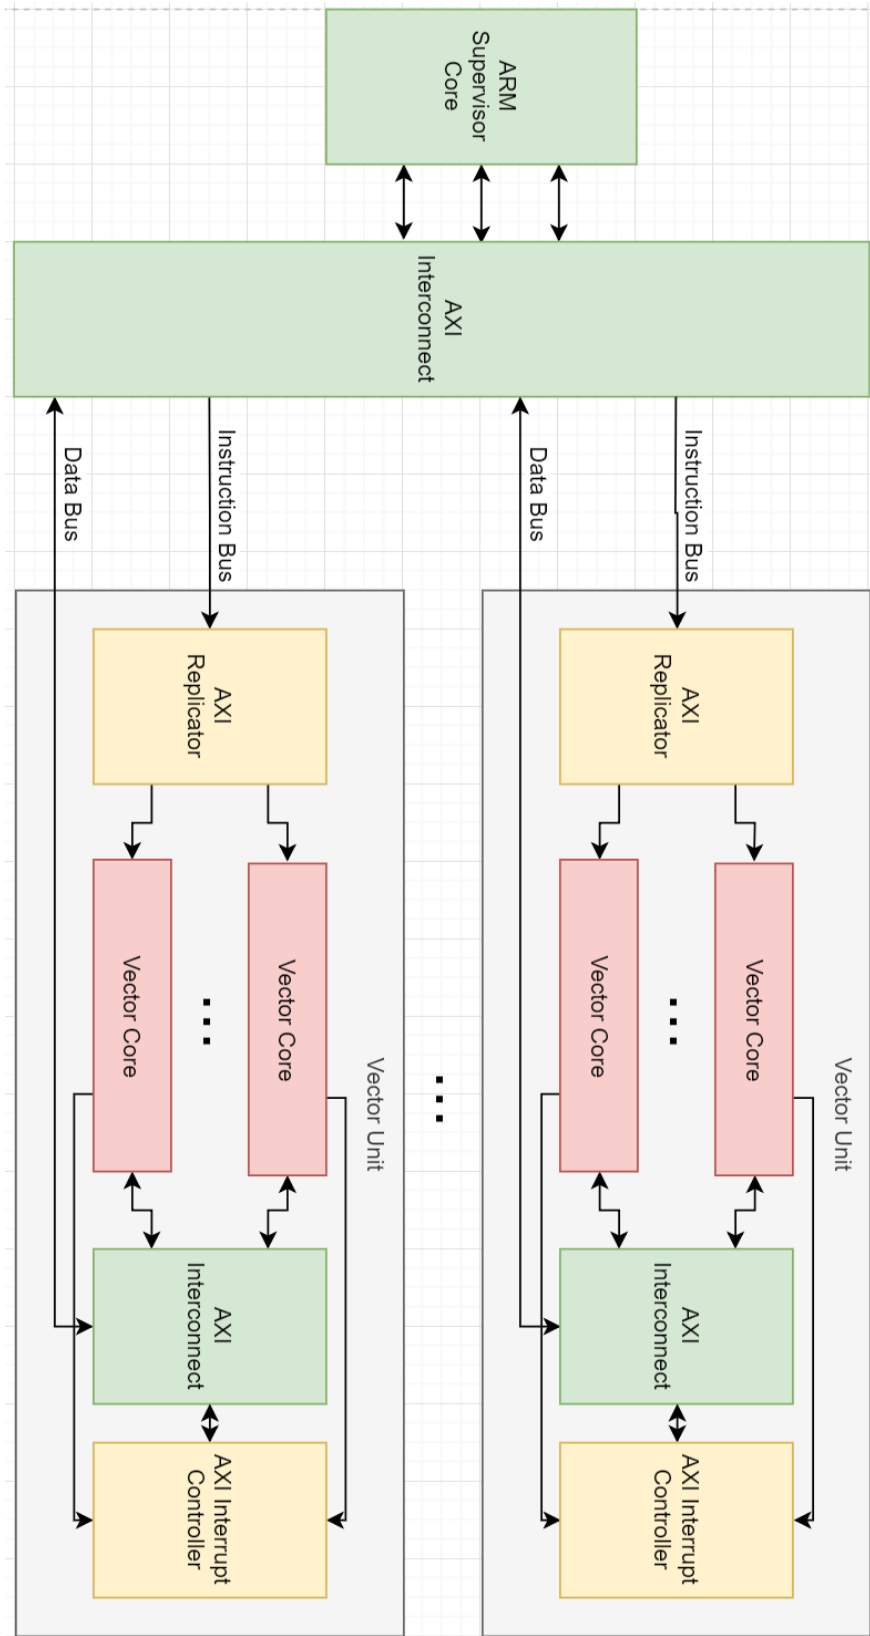 ARM
Supervisor
Core
AXI
Interconnect
Instruction Bus
Data Bus
Instruction Bus
Data Bus
Vector Unit
AXI
Replicator
Vector Core
...
Vector Core
AXI
Interconnect
AXI Interrupt
Controller
...
Vector Unit
AXI
Replicator
Vector Core
...
Vector Core
AXI
Interconnect
AXI Interrupt
Controller